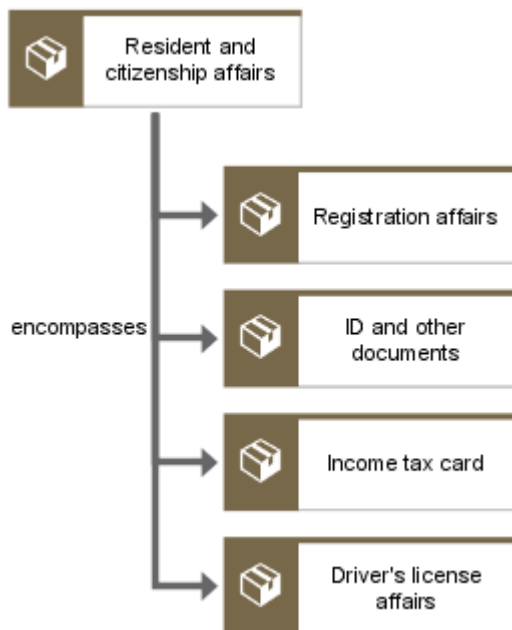 Resident and
citizenship affairs
Registration affairs
encompasses
ID and other
documents
Income tax card
Driver's license
affairs